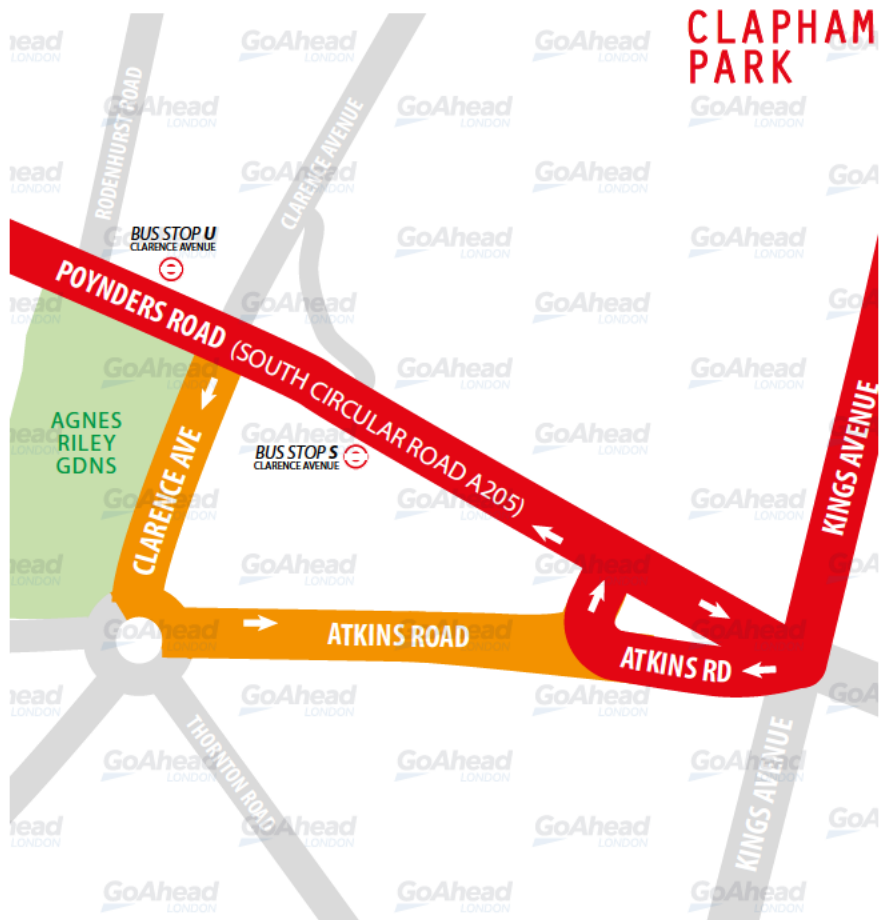 CLAPHAM
PARK
RODENHURST ROAD
CLARENCE AVENUE
BUS STOP U
CLARENCE AVENUE
POYNDERS ROAD (SOUTH CIRCULAR ROAD A205)
AGNES
RILEY
GDNS
BUS STOP S
CLARENCE AVENUE
CLARENCE AVE
KINGS AVENUE
ATKINS ROAD
ATKINS RD
THORNTON ROAD
KINGS AVENUE
GoAhead
LONDON